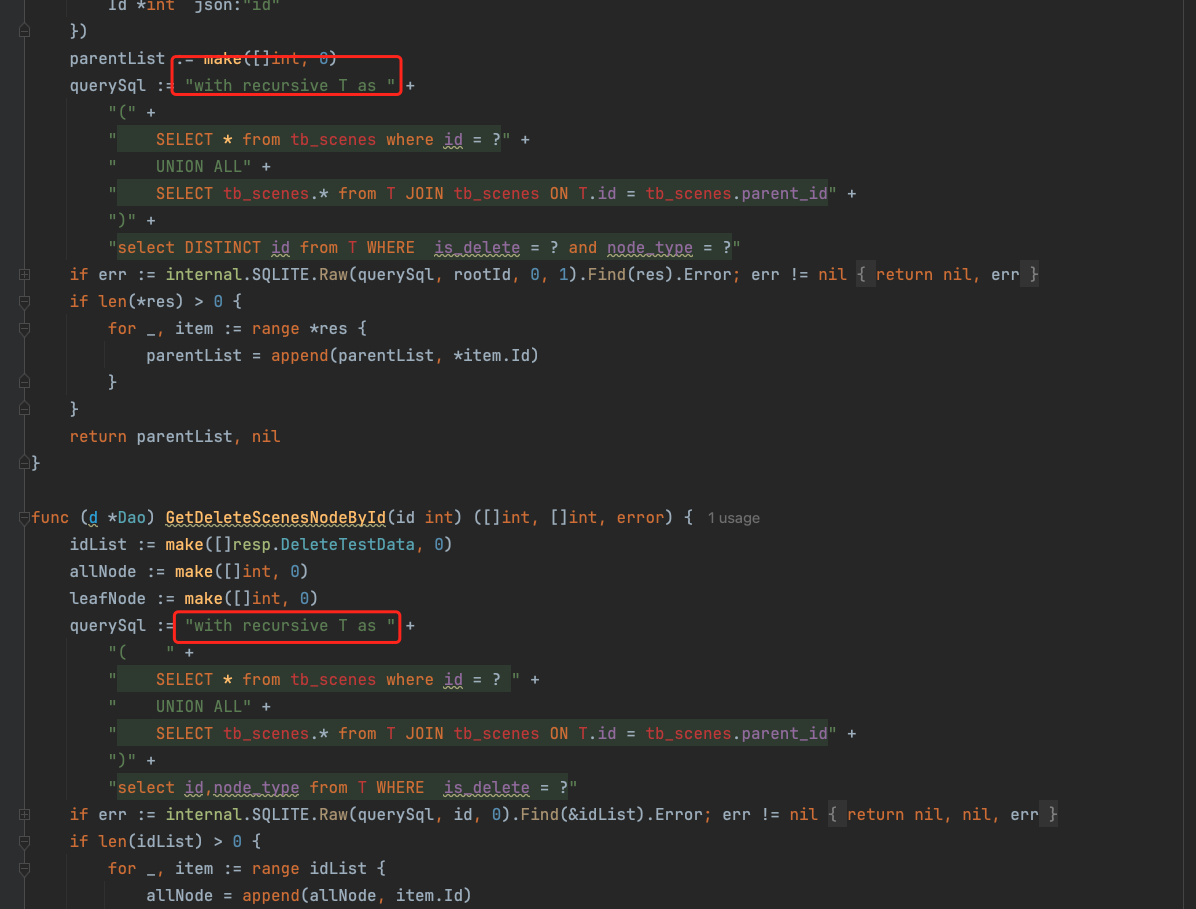 Id *int `json:"id"`
})
parentList := make([]int, 0)
querySql := "with recursive T as " +
"(" +
"    SELECT * from tb_scenes where id = ?" +
"    UNION ALL" +
"    SELECT tb_scenes.* from T JOIN tb_scenes ON T.id = tb_scenes.parent_id" +
")" +
"select DISTINCT id from T WHERE  is_delete = ? and node_type = ?"
if err := internal.SQLITE.Raw(querySql, rootId, 0, 1).Find(res).Error; err != nil { return nil, err }
if len(*res) > 0 {
for _, item := range *res {
parentList = append(parentList, *item.Id)
}
}
return parentList, nil
}
func (d *Dao) GetDeleteScenesNodeById(id int) ([]int, []int, error) { 1 usage
idList := make([]resp.DeleteTestData, 0)
allNode := make([]int, 0)
leafNode := make([]int, 0)
querySql := "with recursive T as " +
"(    " +
"    SELECT * from tb_scenes where id = ? " +
"    UNION ALL" +
"    SELECT tb_scenes.* from T JOIN tb_scenes ON T.id = tb_scenes.parent_id" +
")" +
"select id,node_type from T WHERE  is_delete = ?"
if err := internal.SQLITE.Raw(querySql, id, 0).Find(&idList).Error; err != nil { return nil, nil, err }
if len(idList) > 0 {
for _, item := range idList {
allNode = append(allNode, item.Id)